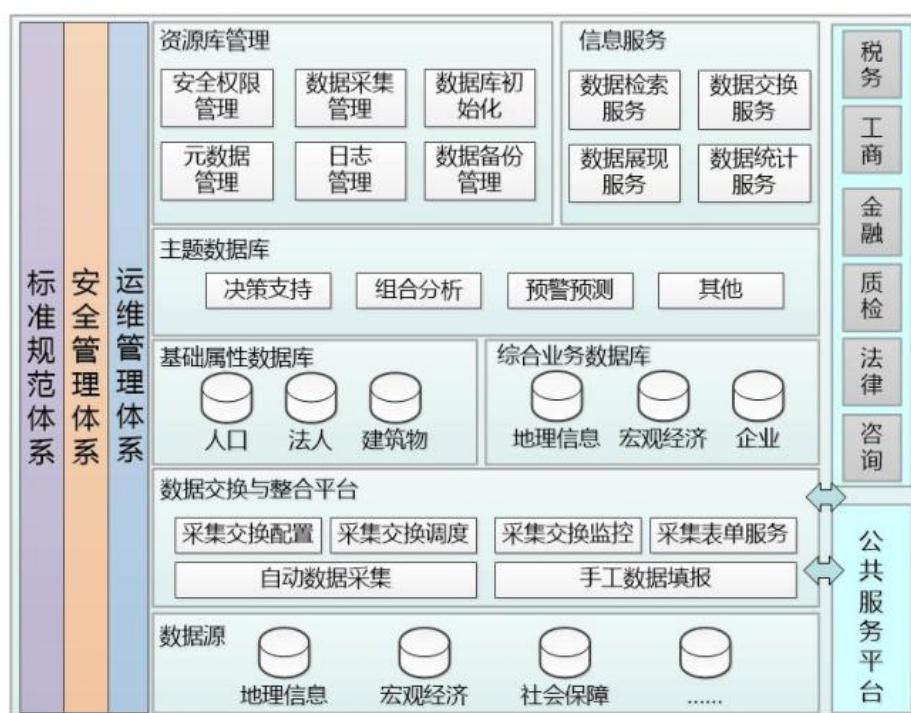 标准规范体系
安全管理体系
运维管理体系
资源库管理
安全权限
管理
数据采集
管理
数据库初
始化
元数据
管理
日志
管理
数据备份
管理
信息服务
数据检索
服务
数据交换
服务
数据展现
服务
数据统计
服务
主题数据库
决策支持
组合分析
预警预测
其他
基础属性数据库
人口
法人
建筑物
综合业务数据库
地理信息
宏观经济
企业
数据交换与整合平台
采集交换配置
采集交换调度
采集交换监控
采集表单服务
自动数据采集
手工数据填报
数据源
地理信息
宏观经济
社会保障
......
税务
工商
金融
质检
法律
咨询
公共服务平台